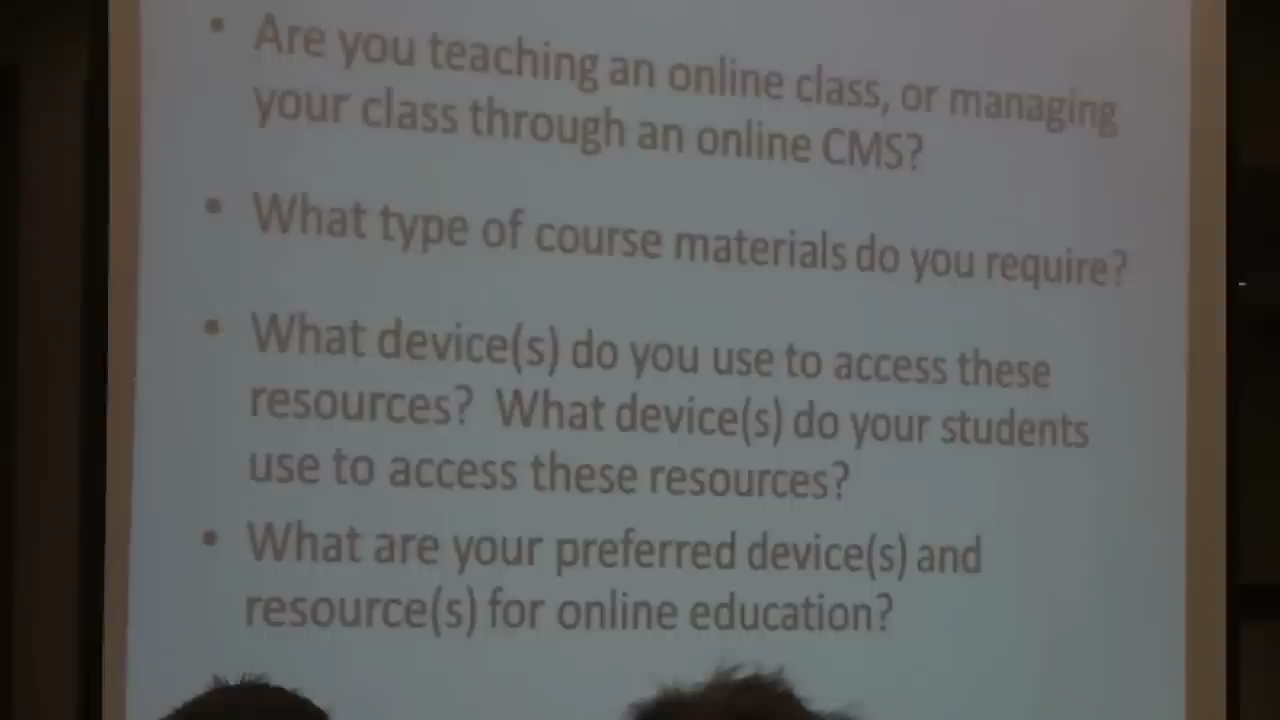 • Are you teaching an online class, or managing
your class through an online CMS?
• What type of course materials do you require?
• What device(s) do you use to access these
resources? What device(s) do your students
use to access these resources?
• What are your preferred device(s) and
resource(s) for online education?